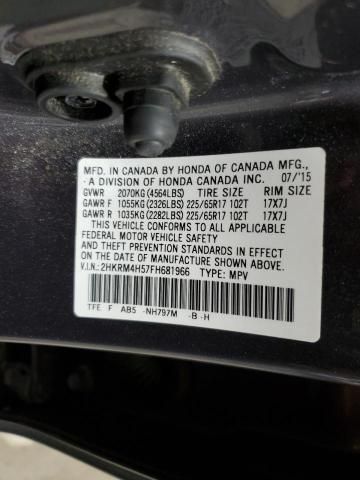 MFD. IN CANADA BY HONDA OF CANADA MFG.,
- A DIVISION OF HONDA CANADA INC. 07/'15
GVWR 2070KG (4564LBS) TIRE SIZE RIM SIZE
GAWR F 1055KG (2326LBS) 225/65R17 102T 17X7J
GAWR R 1035KG (2282LBS) 225/65R17 102T 17X7J
THIS VEHICLE CONFORMS TO ALL APPLICABLE
FEDERAL MOTOR VEHICLE SAFETY
AND THEFT PREVENTION STANDARDS IN EFFECT
ON THE DATE OF MANUFACTURE SHOWN ABOVE.
V.I.N.: 2HKRM4H57FH681966 TYPE: MPV
TFE F AB5 -NH797M -B -H